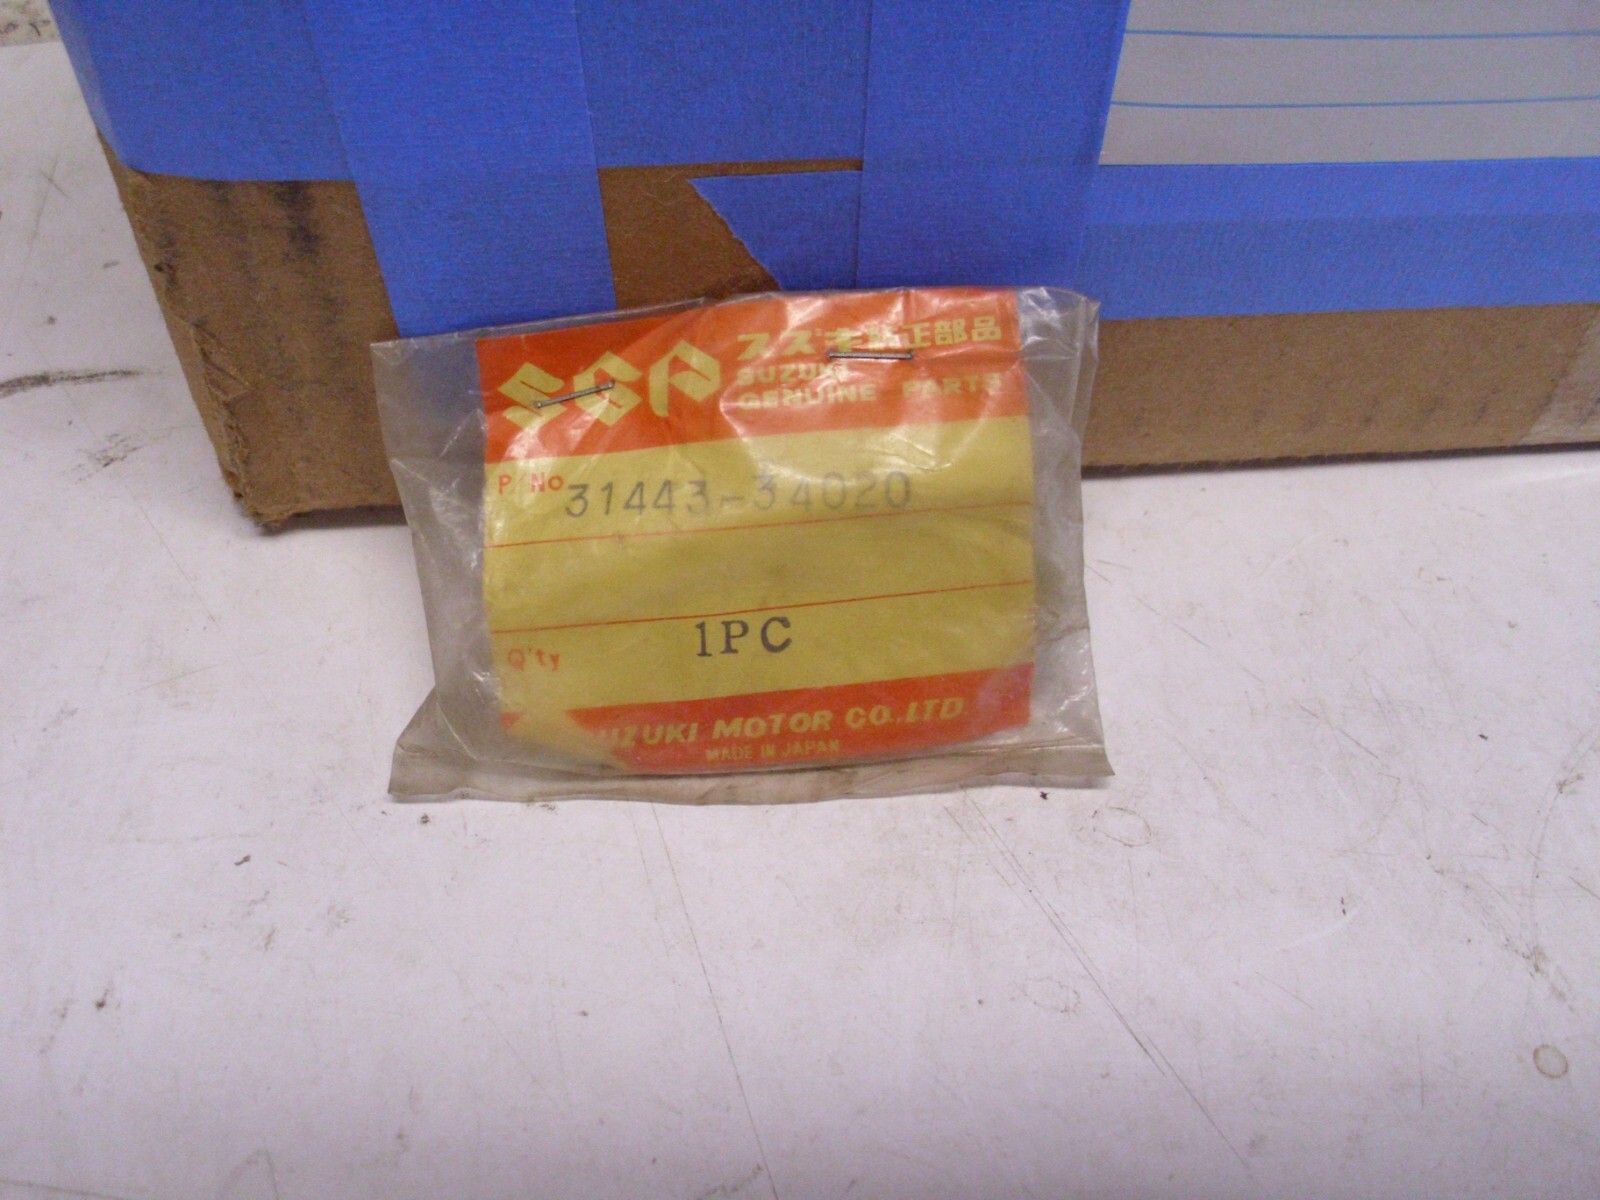 SGP
スズキ純正部品
SUZUKI
GENUINE PARTS
P/No 31443-34020
Q'ty 1PC
SUZUKI MOTOR CO.,LTD
MADE IN JAPAN